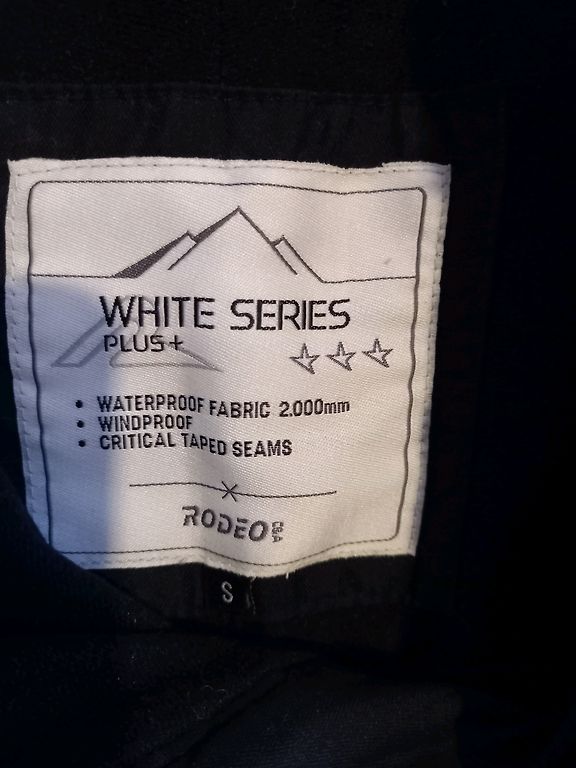 WHITE SERIES
PLUS+
• WATERPROOF FABRIC 2.000mm
• WINDPROOF
• CRITICAL TAPED SEAMS
RODEO C&A
S